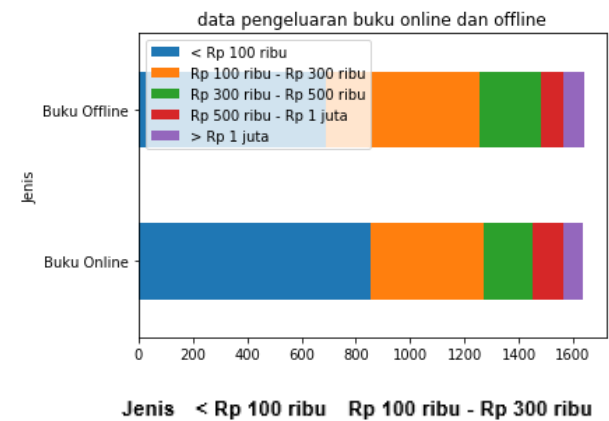 data pengeluaran buku online dan offline
< Rp 100 ribu
Rp 100 ribu - Rp 300 ribu
Rp 300 ribu - Rp 500 ribu
Rp 500 ribu - Rp 1 juta
> Rp 1 juta
Buku Offline
Jenis
Buku Online
0 200 400 600 800 1000 1200 1400 1600
Jenis < Rp 100 ribu Rp 100 ribu - Rp 300 ribu